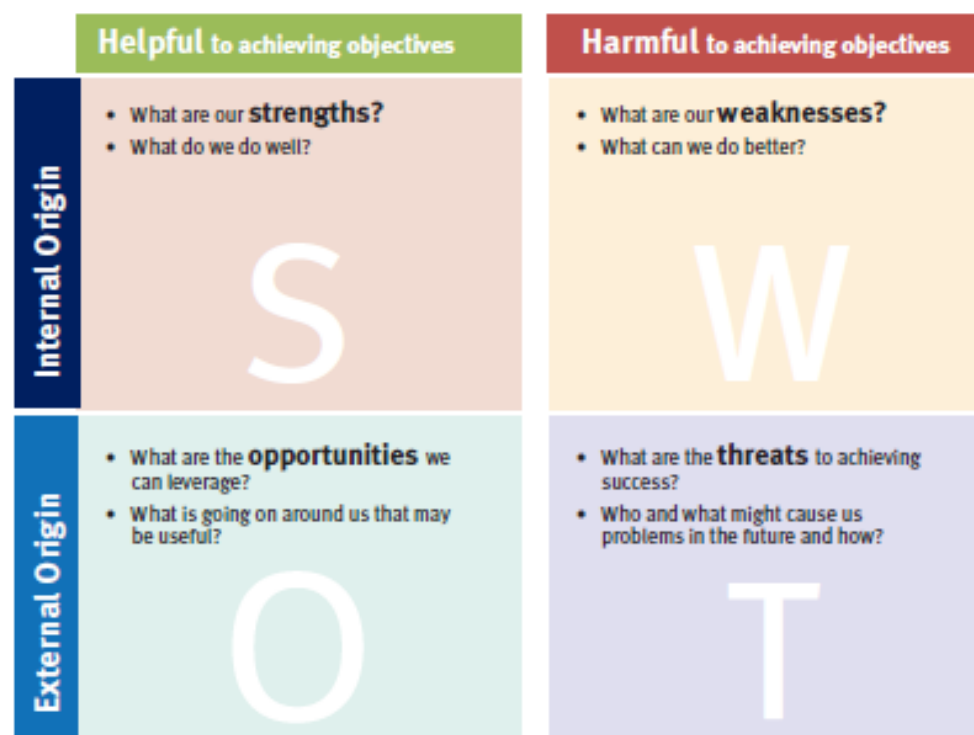 Helpful to achieving objectives
Harmful to achieving objectives
Internal Origin
• What are our strengths?
• What do we do well?
S
• What are our weaknesses?
• What can we do better?
W
External Origin
• What are the opportunities we
can leverage?
• What is going on around us that may
be useful?
O
• What are the threats to achieving
success?
• Who and what might cause us
problems in the future and how?
T